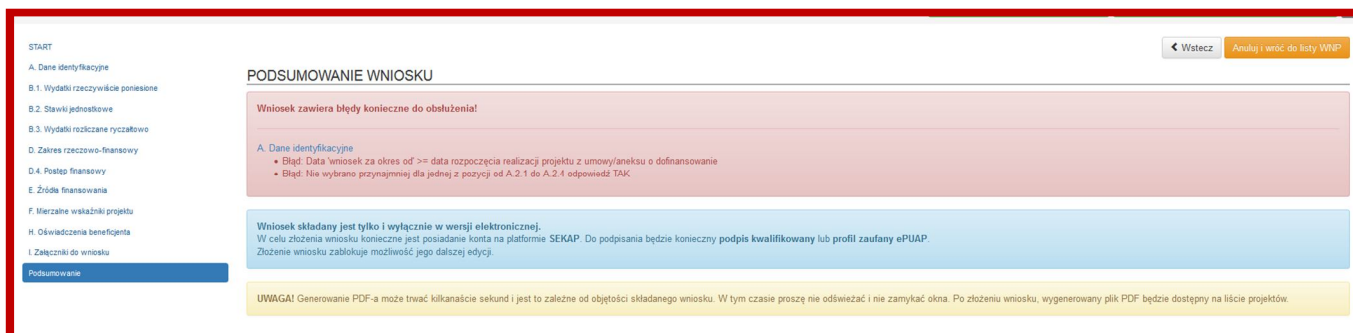 Wstecz
Anuluj i wróć do listy WNP
START
A. Dane identyfikacyjne
B.1. Wydatki rzeczywiście poniesione
B.2. Stawki jednostkowe
B.3. Wydatki rozliczane ryczałtowo
D. Zakres rzeczowo-finansowy
D.4. Postęp finansowy
E. Źródła finansowania
F. Mierzalne wskaźniki projektu
H. Oświadczenia beneficjenta
I. Załączniki do wniosku
Podsumowanie
PODSUMOWANIE WNIOSKU
Wniosek zawiera błędy konieczne do obsłużenia!
A. Dane identyfikacyjne
• Błąd: Data 'wniosek za okres od' >= data rozpoczęcia realizacji projektu z umowy/aneksu o dofinansowanie
• Błąd: Nie wybrano przynajmniej dla jednej z pozycji od A.2.1 do A.2.4 odpowiedź TAK
Wniosek składany jest tylko i wyłącznie w wersji elektronicznej.
W celu złożenia wniosku konieczne jest posiadanie konta na platformie SEKAP. Do podpisania będzie konieczny podpis kwalifikowany lub profil zaufany ePUAP.
Złożenie wniosku zablokuje możliwość jego dalszej edycji.
UWAGA! Generowanie PDF-a może trwać kilkanaście sekund i jest to zależne od objętości składanego wniosku. W tym czasie proszę nie odświeżać i nie zamykać okna. Po złożeniu wniosku, wygenerowany plik PDF będzie dostępny na liście projektów.